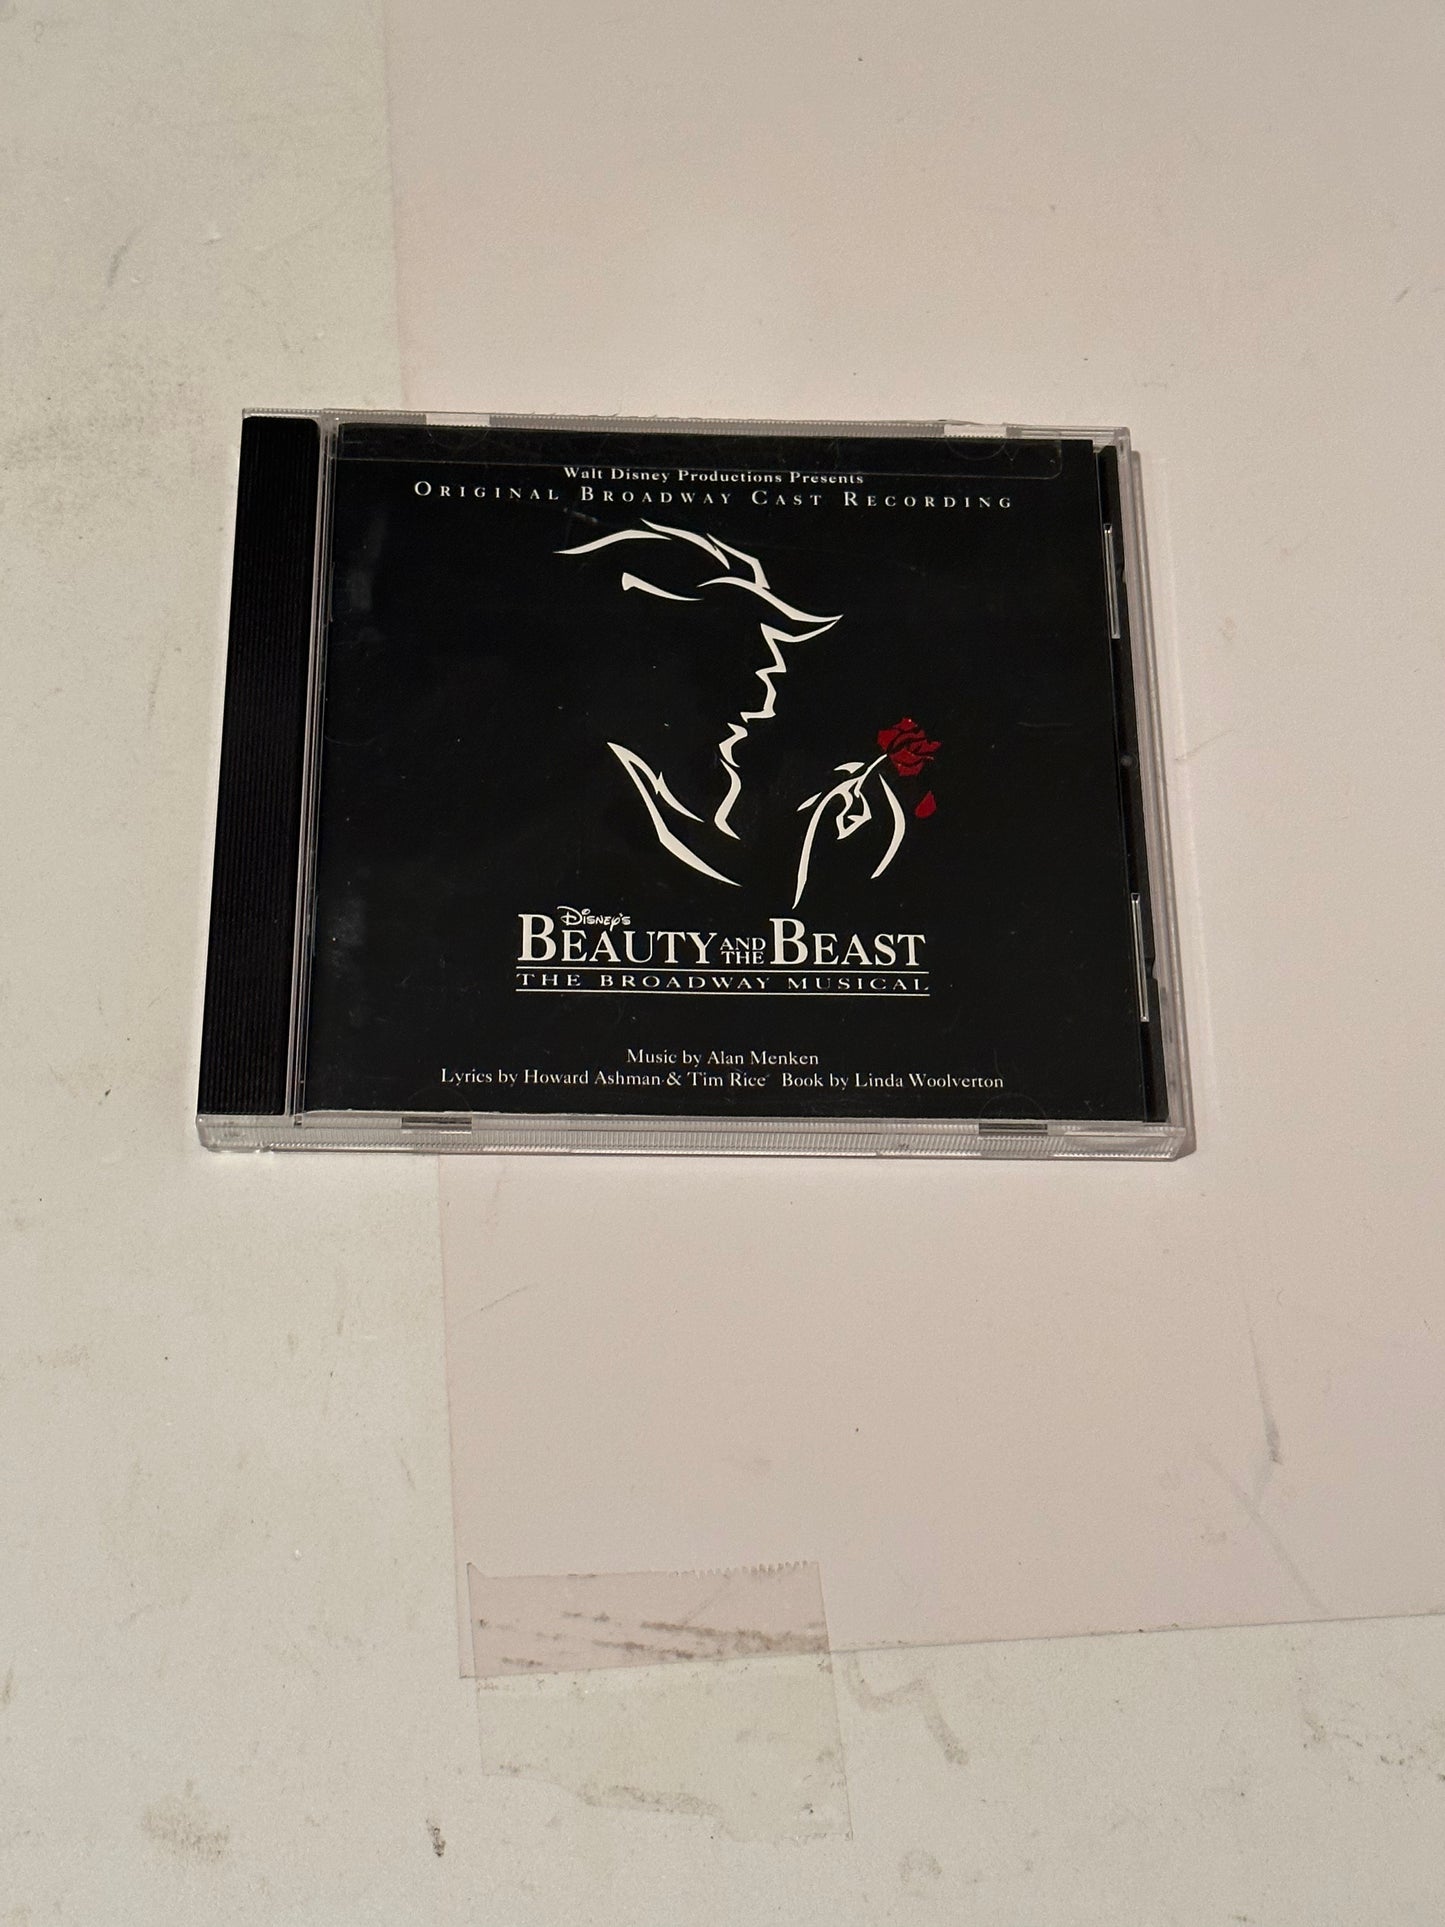 Walt Disney Productions Presents
Original Broadway Cast Recording
Disney's
Beauty and the Beast
The Broadway Musical
Music by Alan Menken
Lyrics by Howard Ashman & Tim Rice Book by Linda Woolverton